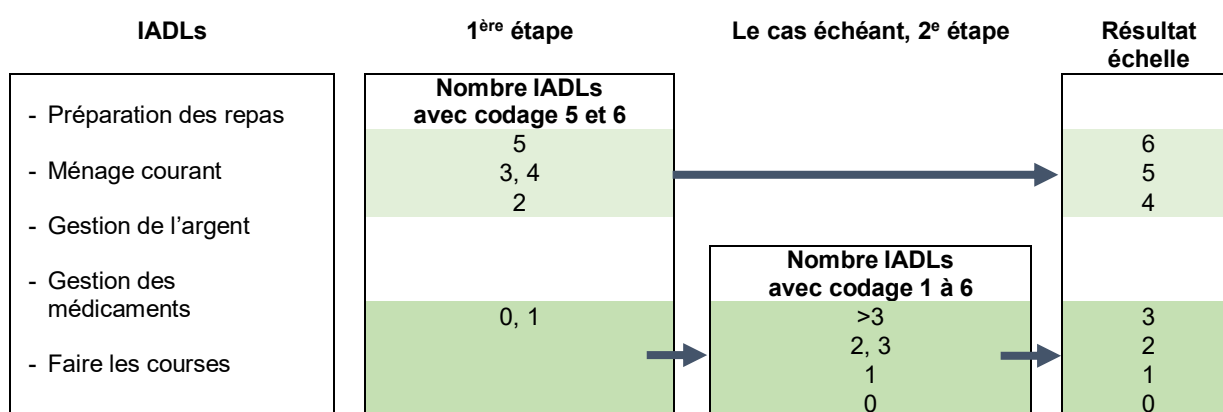 IADLs
1ère étape
Le cas échéant, 2e étape
Résultat
échelle
- Préparation des repas
- Ménage courant
- Gestion de l’argent
- Gestion des
médicaments
- Faire les courses
Nombre IADLs
avec codage 5 et 6
5
3, 4
2
0, 1
Nombre IADLs
avec codage 1 à 6
>3
2, 3
1
0
6
5
4
3
2
1
0